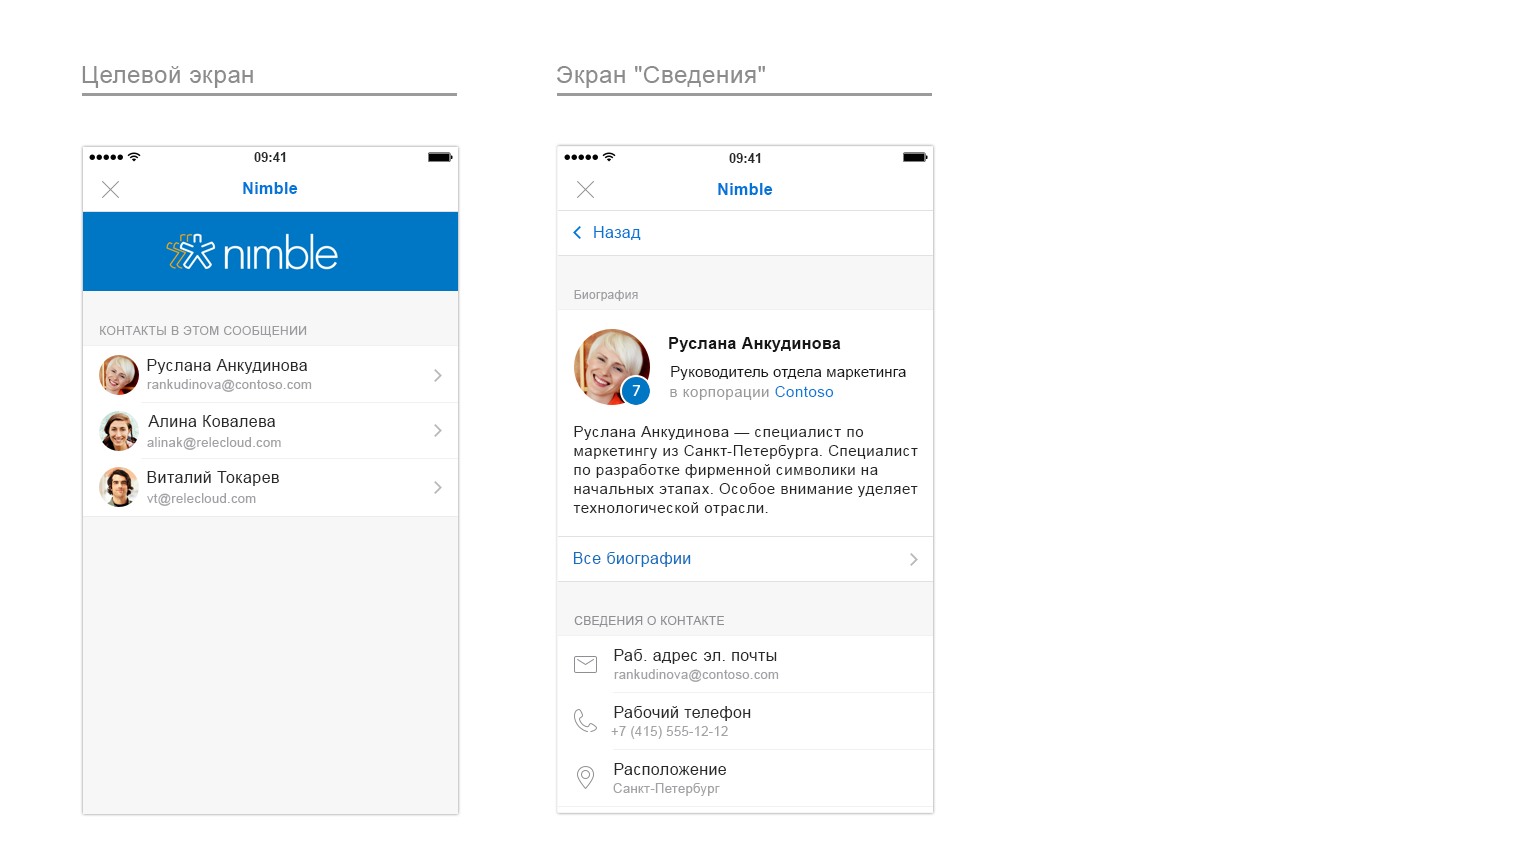 Целевой экран
09:41
Nimble
nimble
КОНТАКТЫ В ЭТОМ СООБЩЕНИИ
Руслана Анкудинова
rankudinova@contoso.com
Алина Ковалева
alinak@relecloud.com
Виталий Токарев
vt@relecloud.com
Экран "Сведения"
09:41
Nimble
Назад
Биография
Руслана Анкудинова
Руководитель отдела маркетинга
в корпорации Contoso
7
Руслана Анкудинова — специалист по
маркетингу из Санкт-Петербурга. Специалист
по разработке фирменной символики на
начальных этапах. Особое внимание уделяет
технологической отрасли.
Все биографии
СВЕДЕНИЯ О КОНТАКТЕ
Раб. адрес эл. почты
rankudinova@contoso.com
Рабочий телефон
+7 (415) 555-12-12
Расположение
Санкт-Петербург